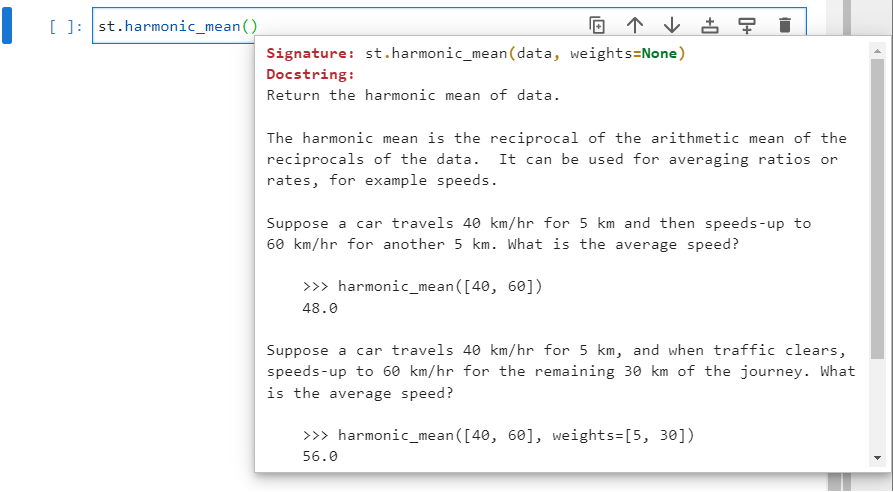 [ ]: st.harmonic_mean()
Signature: st.harmonic_mean(data, weights=None)
Docstring:
Return the harmonic mean of data.
The harmonic mean is the reciprocal of the arithmetic mean of the
reciprocals of the data.  It can be used for averaging ratios or
rates, for example speeds.
Suppose a car travels 40 km/hr for 5 km and then speeds-up to
60 km/hr for another 5 km. What is the average speed?
>>> harmonic_mean([40, 60])
48.0
Suppose a car travels 40 km/hr for 5 km, and when traffic clears,
speeds-up to 60 km/hr for the remaining 30 km of the journey. What
is the average speed?
>>> harmonic_mean([40, 60], weights=[5, 30])
56.0